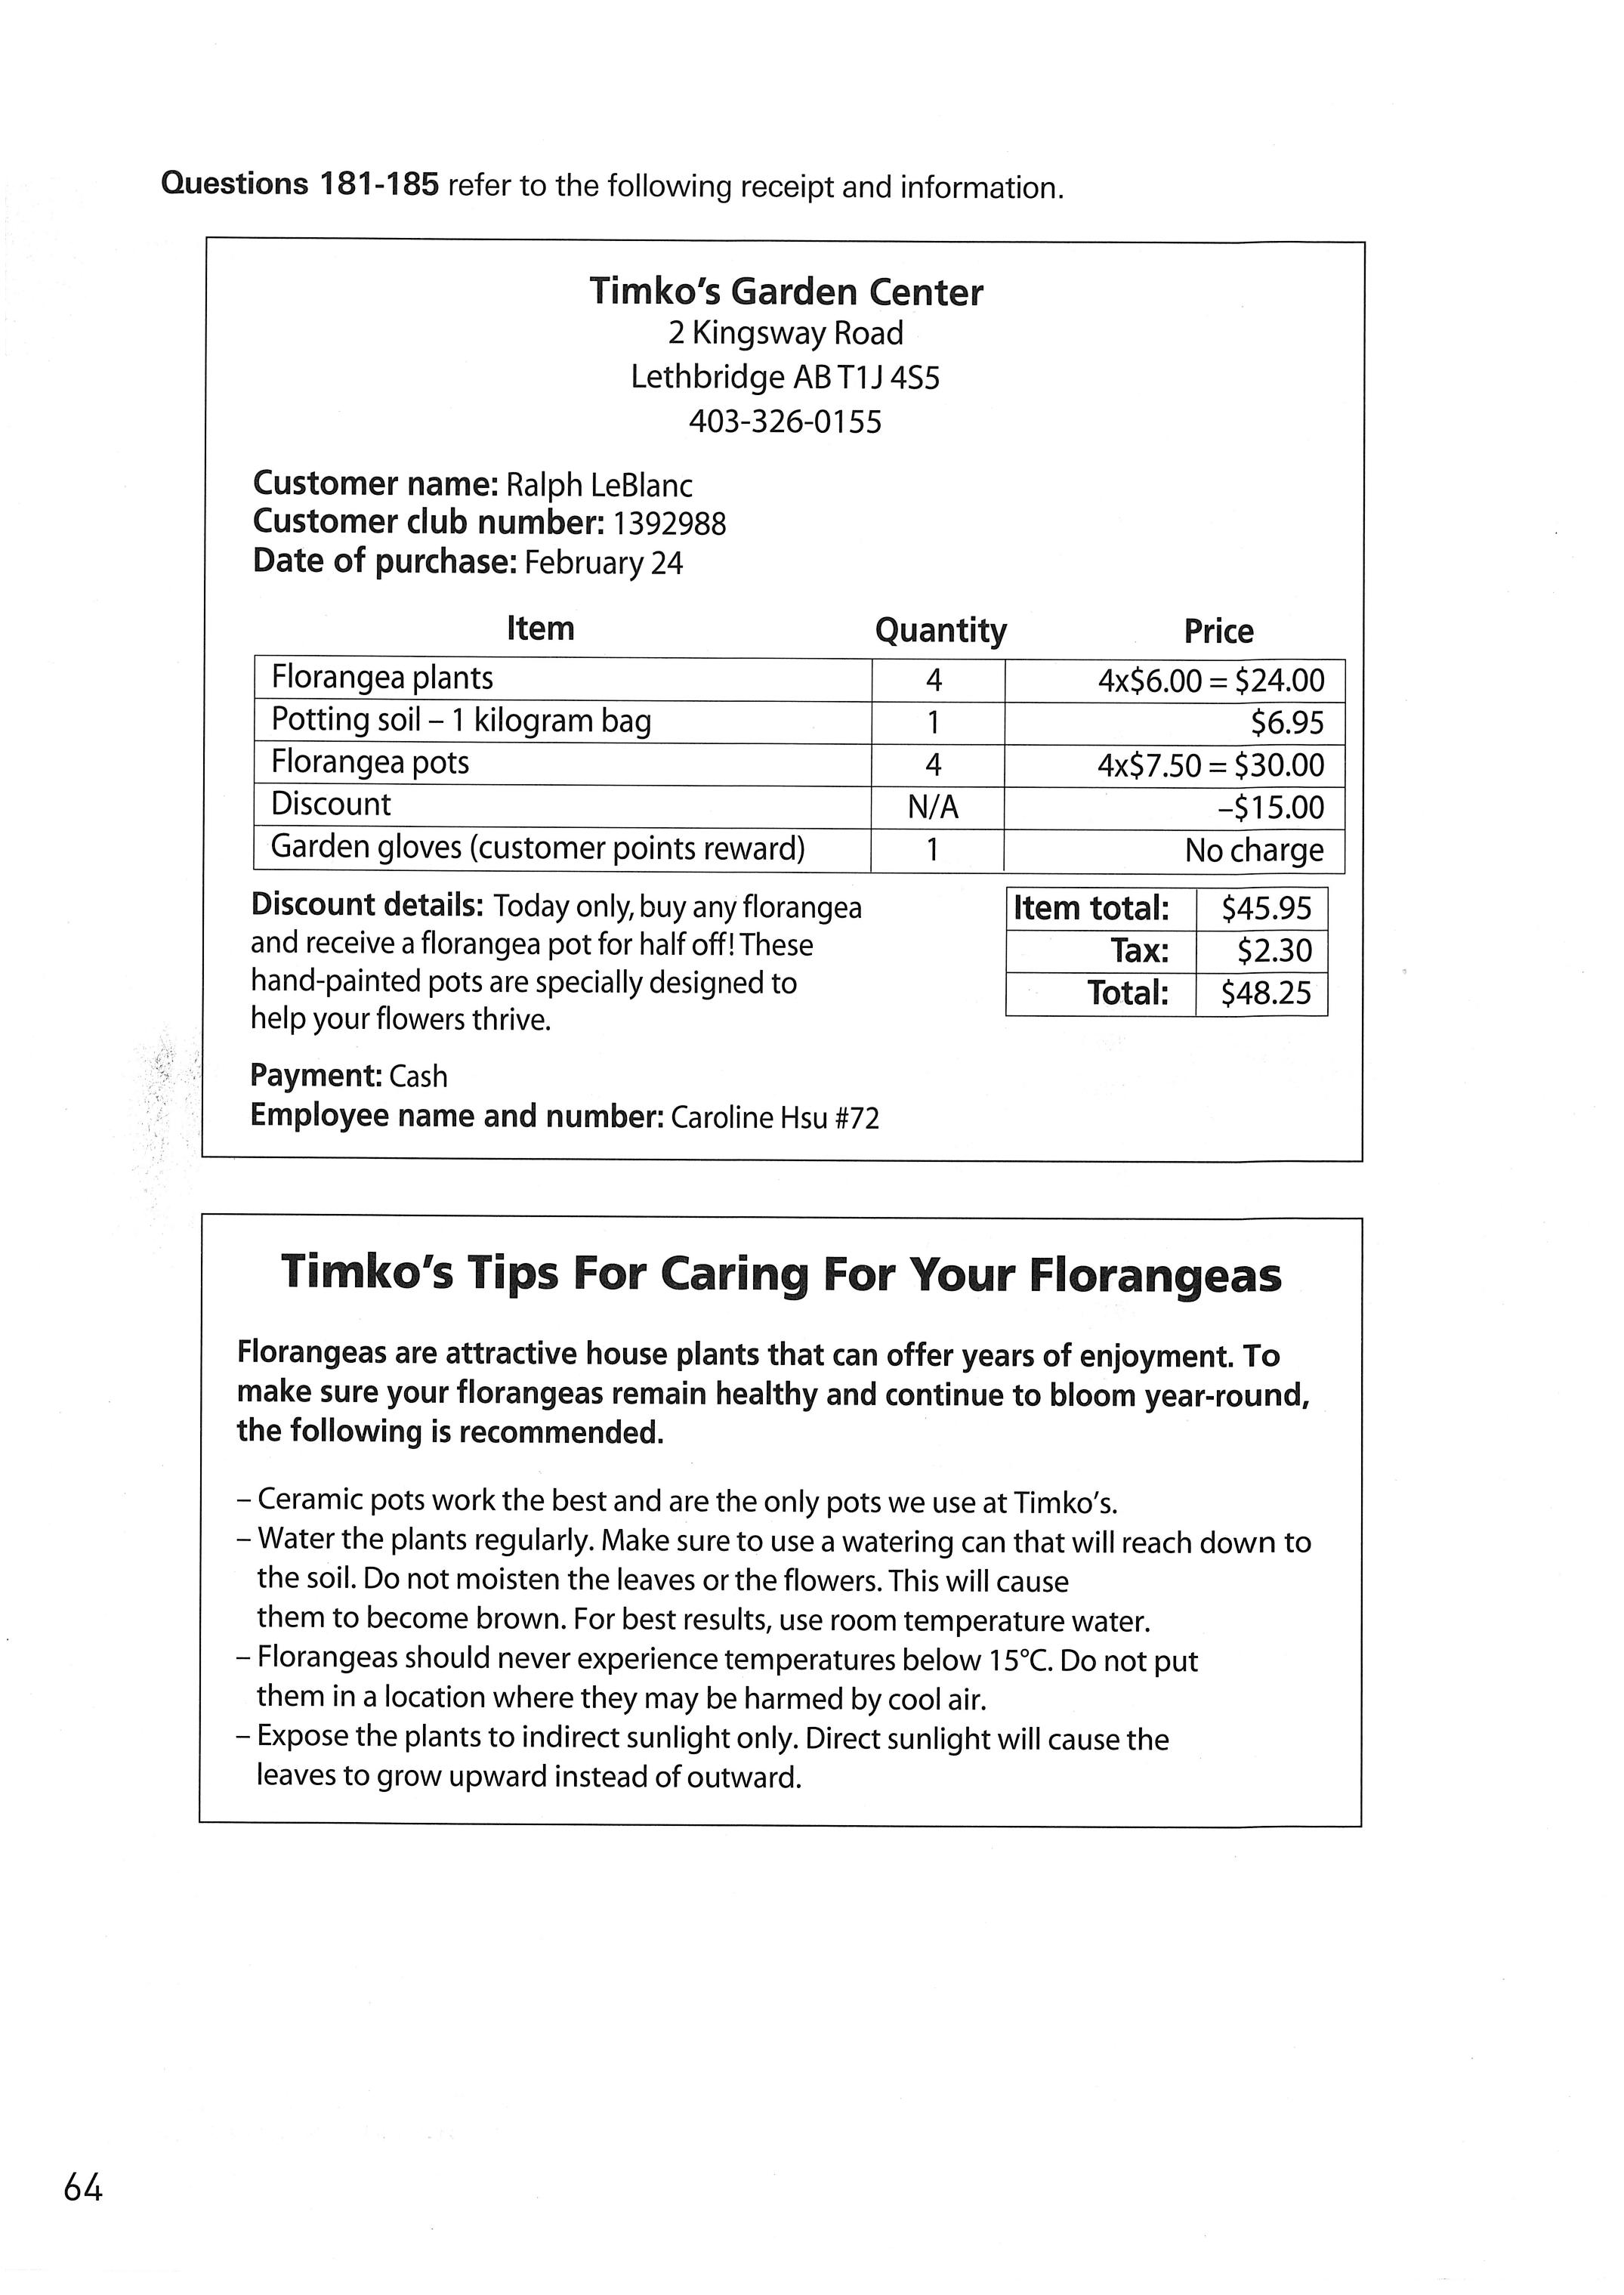 Questions 181-185 refer to the following receipt and information.
Timko's Garden Center
2 Kingsway Road
Lethbridge AB T1J 4S5
403-326-0155
Customer name: Ralph LeBlanc
Customer club number: 1392988
Date of purchase: February 24
Item Quantity Price
Florangea plants 4 4x$6.00 = $24.00
Potting soil – 1 kilogram bag 1 $6.95
Florangea pots 4 4x$7.50 = $30.00
Discount N/A –$15.00
Garden gloves (customer points reward) 1 No charge
Discount details: Today only, buy any florangea
and receive a florangea pot for half off! These
hand-painted pots are specially designed to
help your flowers thrive.
Item total: $45.95
Tax: $2.30
Total: $48.25
Payment: Cash
Employee name and number: Caroline Hsu #72
Timko's Tips For Caring For Your Florangeas
Florangeas are attractive house plants that can offer years of enjoyment. To
make sure your florangeas remain healthy and continue to bloom year-round,
the following is recommended.
– Ceramic pots work the best and are the only pots we use at Timko's.
– Water the plants regularly. Make sure to use a watering can that will reach down to
the soil. Do not moisten the leaves or the flowers. This will cause
them to become brown. For best results, use room temperature water.
– Florangeas should never experience temperatures below 15°C. Do not put
them in a location where they may be harmed by cool air.
– Expose the plants to indirect sunlight only. Direct sunlight will cause the
leaves to grow upward instead of outward.
64